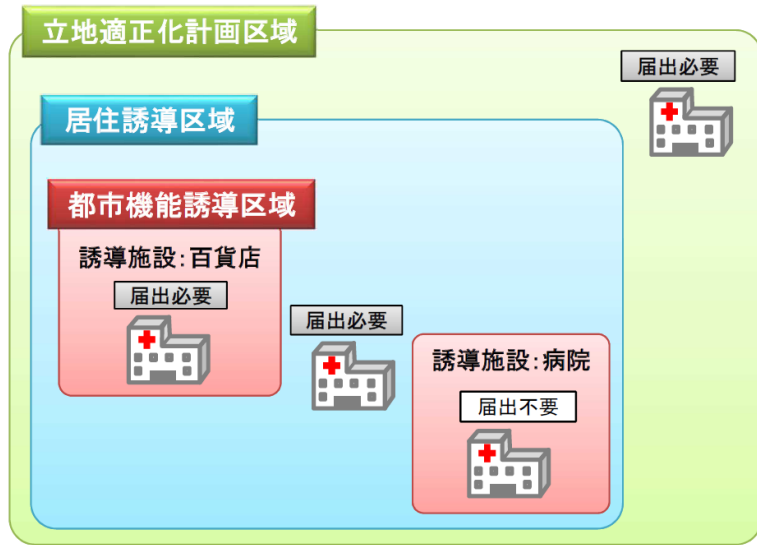 立地適正化計画区域
届出必要
居住誘導区域
都市機能誘導区域
誘導施設:百貨店
届出必要
届出必要
誘導施設:病院
届出不要